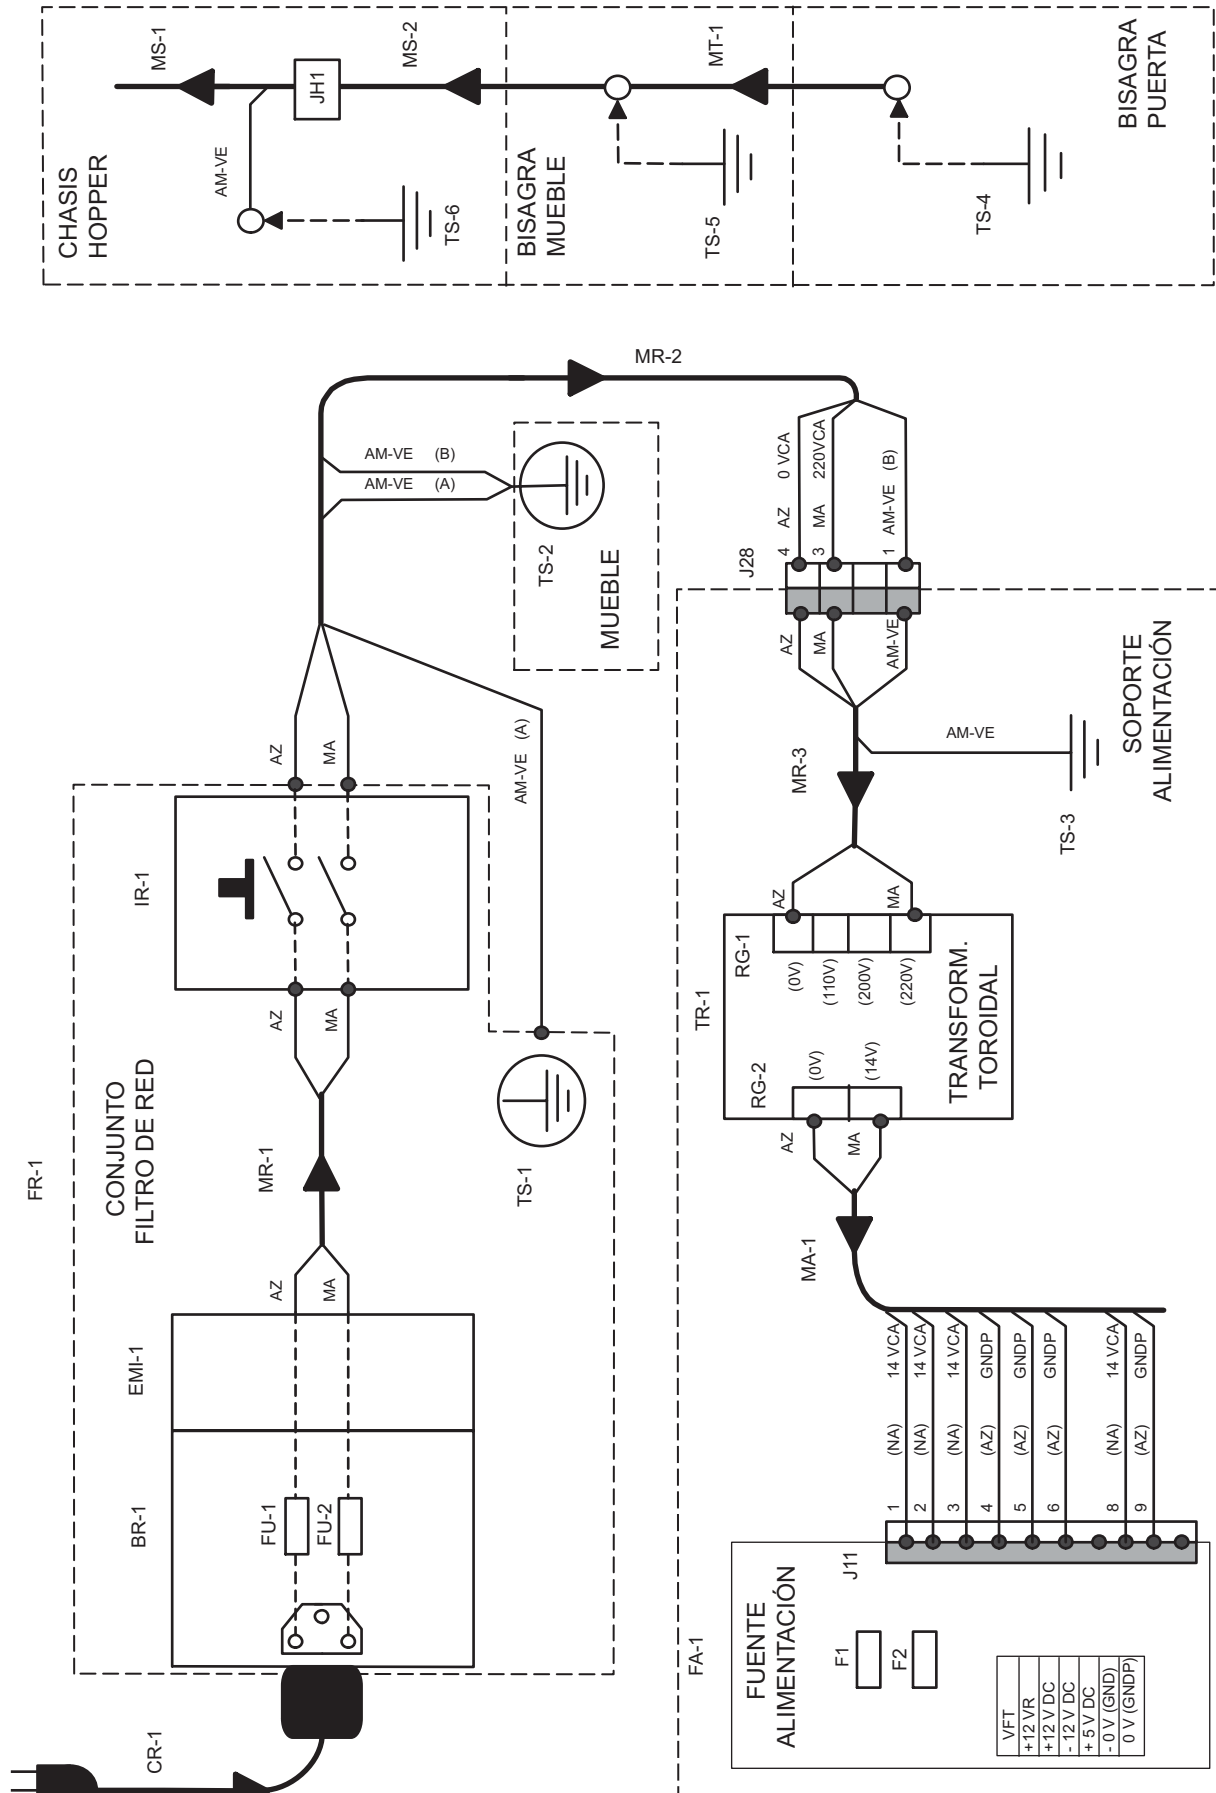 CR-1
FR-1
CONJUNTO
FILTRO DE RED
BR-1
EMI-1
FU-1
FU-2
AZ
MA
MR-1
AZ
MA
IR-1
AZ
MA
TS-1
AM-VE (A)
AM-VE (B)
AM-VE (A)
TS-2
MUEBLE
MR-2
CHASIS
HOPPER
MS-1
AM-VE
TS-6
JH1
MS-2
BISAGRA
MUEBLE
TS-5
MT-1
BISAGRA
PUERTA
TS-4
J28
4 AZ 0 VCA
3 MA 220VCA
1 AM-VE (B)
AZ
MA
AM-VE
SOPORTE
ALIMENTACIÓN
MR-3
AM-VE
TS-3
AZ
MA
TR-1
RG-1
(0V)
(110V)
(200V)
(220V)
RG-2
(0V)
(14V)
TRANSFORM.
TOROIDAL
AZ
MA
MA-1
FA-1
FUENTE
ALIMENTACIÓN
F1
F2
J11
1 (NA) 14 VCA
2 (NA) 14 VCA
3 (NA) 14 VCA
4 (AZ) GNDP
5 (AZ) GNDP
6 (AZ) GNDP
8 (NA) 14 VCA
9 (AZ) GNDP
VFT
+12 VR
+12 V DC
- 12 V DC
+ 5 V DC
- 0 V (GND)
0 V (GNDP)